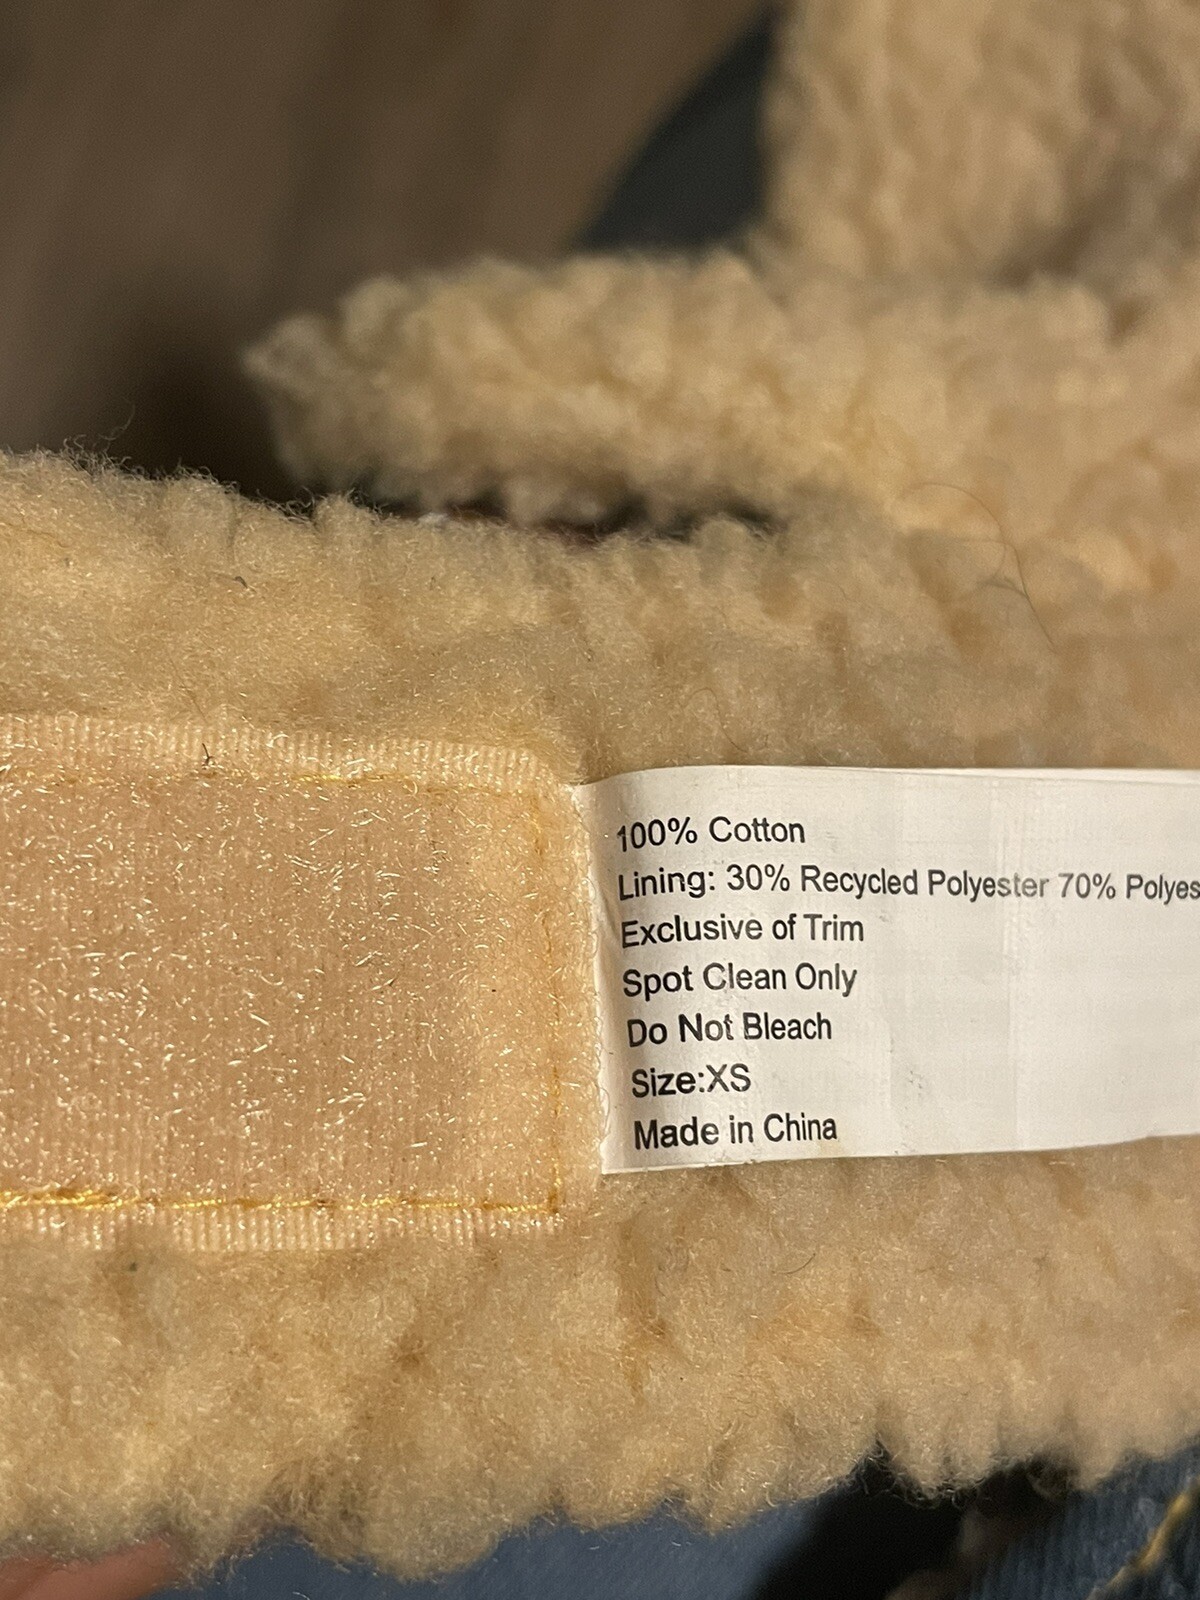 100% Cotton
Lining: 30% Recycled Polyester 70% Polyes
Exclusive of Trim
Spot Clean Only
Do Not Bleach
Size:XS
Made in China